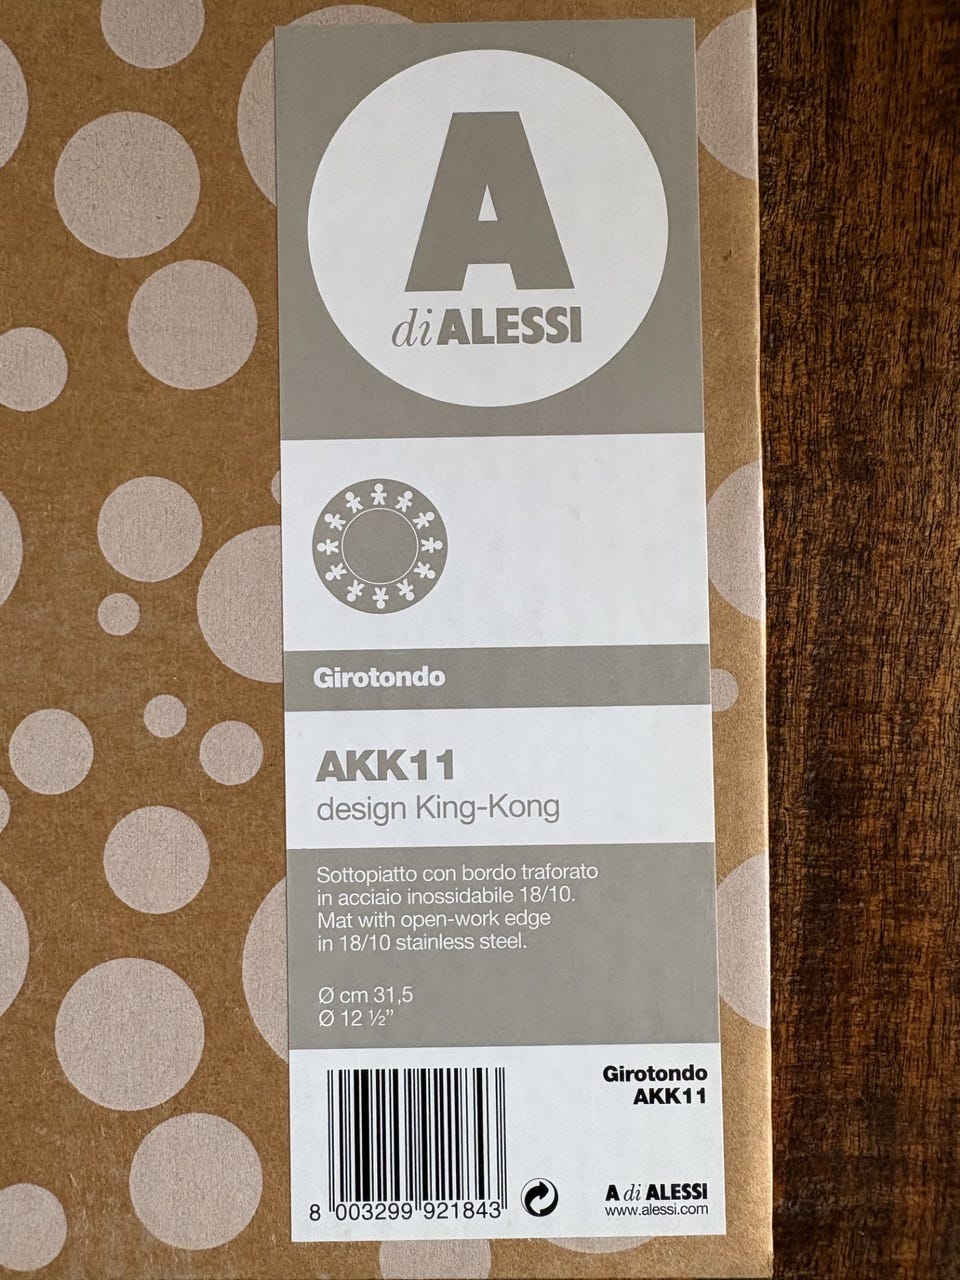 A
di ALESSI
Girotondo
AKK11
design King-Kong
Sottopiatto con bordo traforato
in acciaio inossidabile 18/10.
Mat with open-work edge
in 18/10 stainless steel.
Ø cm 31,5
Ø 12 ½”
Girotondo
AKK11
8 003299 921843
A di ALESSI
www.alessi.com